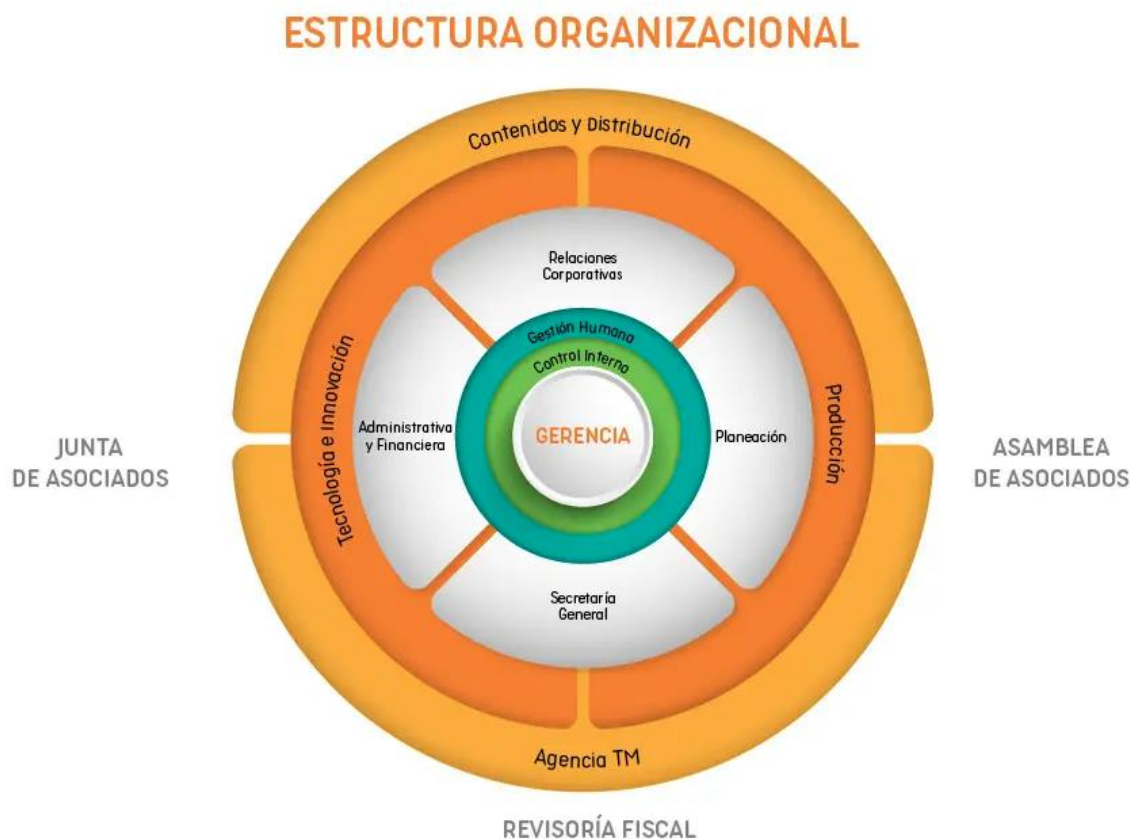 ESTRUCTURA ORGANIZACIONAL
Contenidos y Distribución
Relaciones
Corporativas
Gestión Humana
Control Interno
Tecnología e Innovación
Administrativa
y Financiera
GERENCIA
Planeación
Producción
JUNTA
DE ASOCIADOS
ASAMBLEA
DE ASOCIADOS
Secretaría
General
Agencia TM
REVISORÍA FISCAL